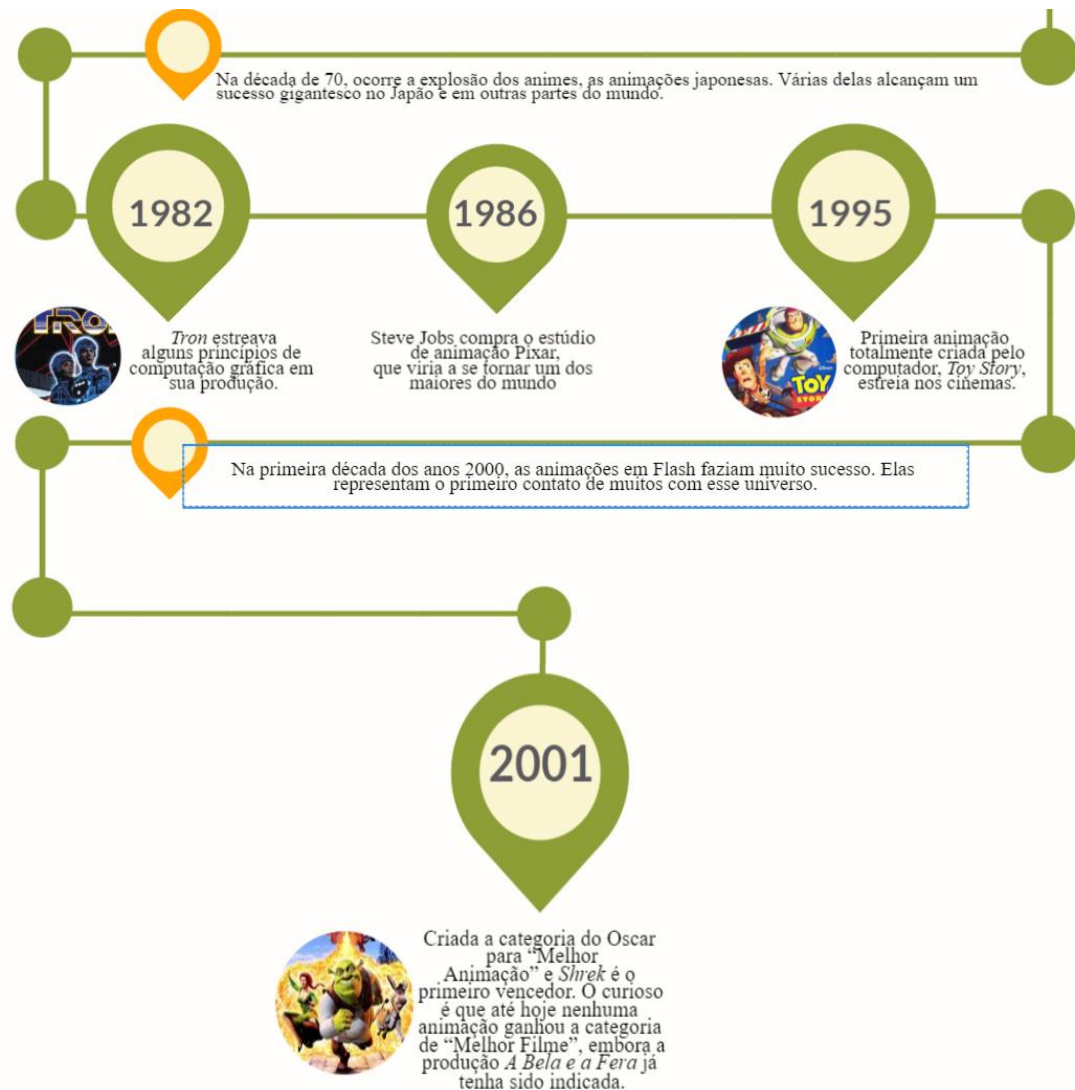 Na década de 70, ocorre a explosão dos animes, as animações japonesas. Várias delas alcançam um
sucesso gigantesco no Japão e em outras partes do mundo.
1982
1986
1995
TRON
Tron estreava
alguns princípios de
computação gráfica em
sua produção.
Steve Jobs compra o estúdio
de animação Pixar,
que viria a se tornar um dos
maiores do mundo
TOY
STORY
Primeira animação
totalmente criada pelo
computador, Toy Story,
estreia nos cinemas.
Na primeira década dos anos 2000, as animações em Flash faziam muito sucesso. Elas
representam o primeiro contato de muitos com esse universo.
2001
Criada a categoria do Oscar
para “Melhor
Animação” e Shrek é o
primeiro vencedor. O curioso
é que até hoje nenhuma
animação ganhou a categoria
de “Melhor Filme”, embora a
produção A Bela e a Fera já
tenha sido indicada.